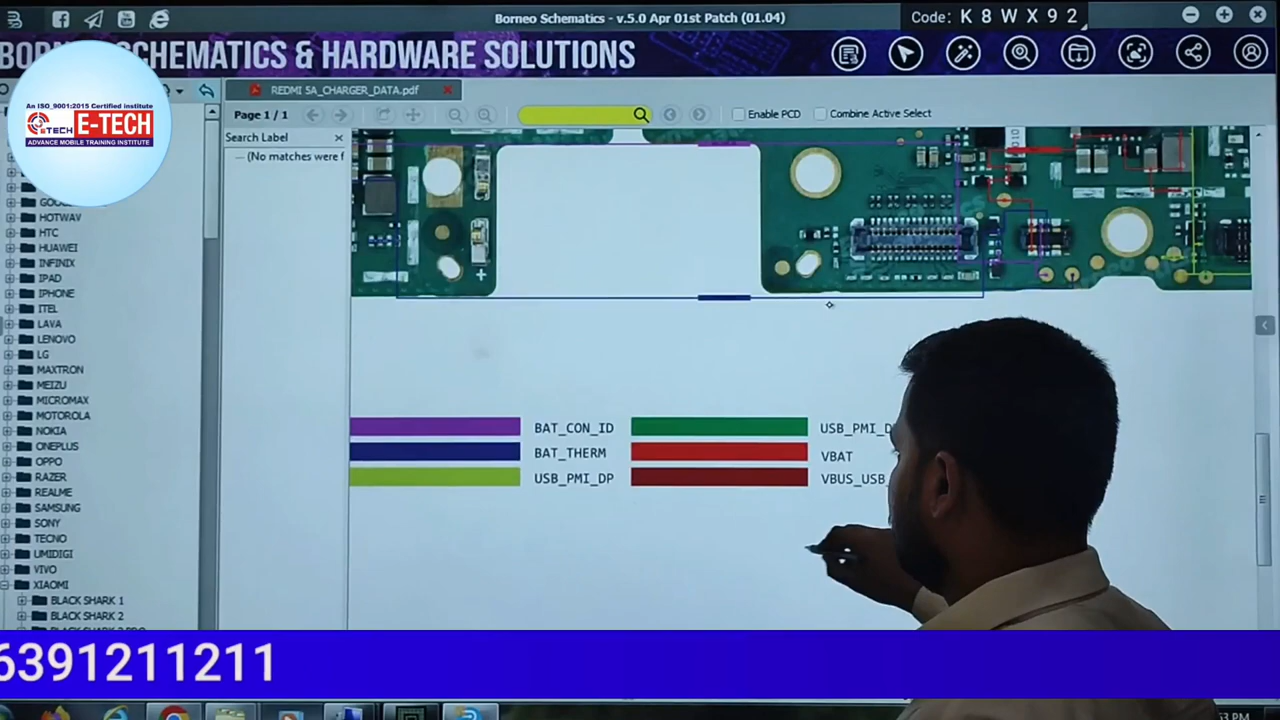 Borneo Schematics - v.5.0 Apr 01st Patch (01.04)
Code: K 8 W X 9 2
BORNEO SCHEMATICS & HARDWARE SOLUTIONS
An ISO_9001:2015 Certified institute
ETECH E-TECH
ADVANCE MOBILE TRAINING INSTITUTE
REDMI 5A_CHARGER_DATA.pdf
Page 1 / 1
Enable PCD
Combine Active Select
Search Label
(No matches were f
HOTWAV
HTC
HUAWEI
INFINIX
IPAD
IPHONE
ITEL
LAVA
LENOVO
LG
MAXTRON
MEIZU
MICROMAX
MOTOROLA
NOKIA
ONEPLUS
OPPO
RAZER
REALME
SAMSUNG
SONY
TECNO
UMIDIGI
VIVO
XIAOMI
BLACK SHARK 1
BLACK SHARK 2
BAT_CON_ID
USB_PMI_D
BAT_THERM
VBAT
USB_PMI_DP
VBUS_USB
6391211211